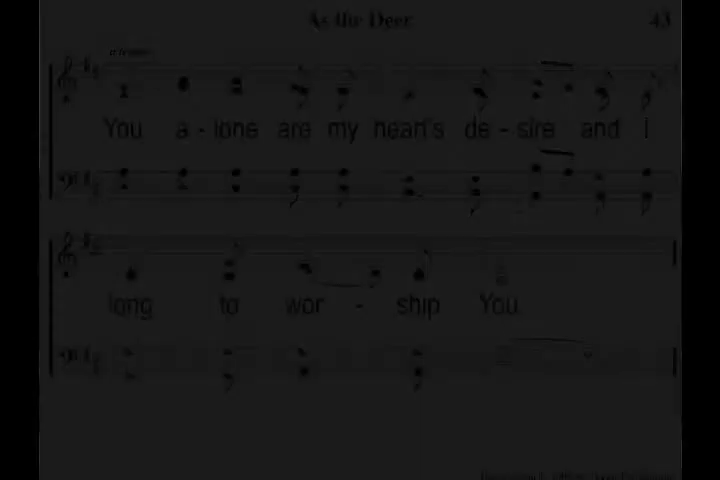 As the Deer 43
You a - lone are my heart's de - sire and I
long to wor - ship You.